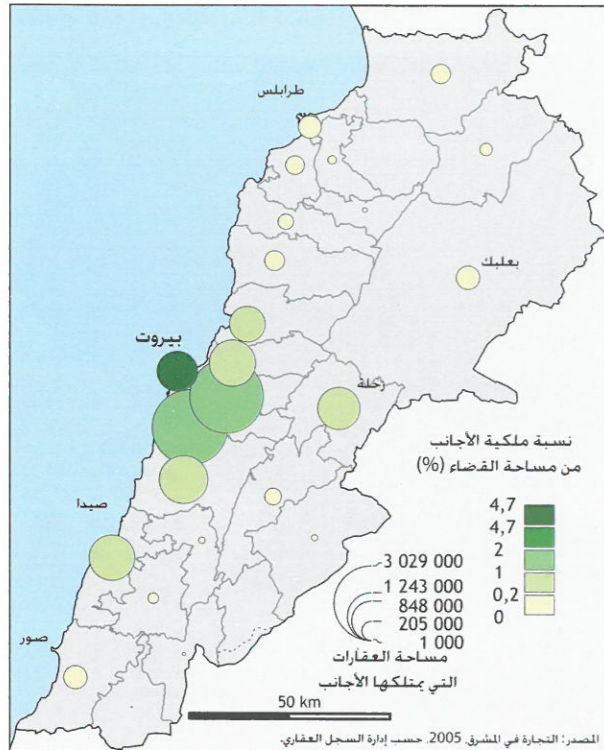 طرابلس
بعلبك
بيروت
زحلة
صيدا
صور
نسبة ملكية الأجانب
من مساحة القضاء (%)
4,7
4,7
2
1
0,2
0
3 029 000
1 243 000
848 000
205 000
1 000
مساحة العقارات
التي يمتلكها الأجانب
50 km
المصدر: التجارة في المشرق, 2005, حسب إدارة السجل العقاري.